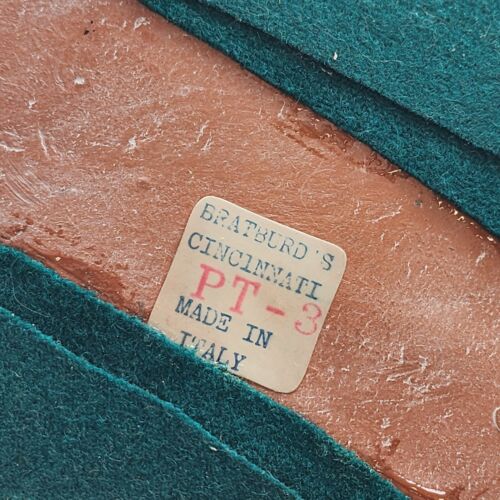 BRATBURD'S
CINCINNATI
PT-3
MADE IN
ITALY